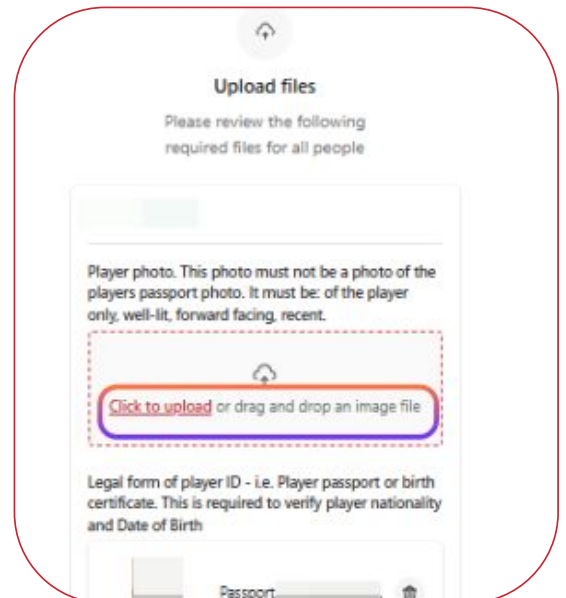 Upload files
Please review the following
required files for all people
Player photo. This photo must not be a photo of the
players passport photo. It must be: of the player
only, well-lit, forward facing, recent.
Click to upload or drag and drop an image file
Legal form of player ID - i.e. Player passport or birth
certificate. This is required to verify player nationality
and Date of Birth
Passport